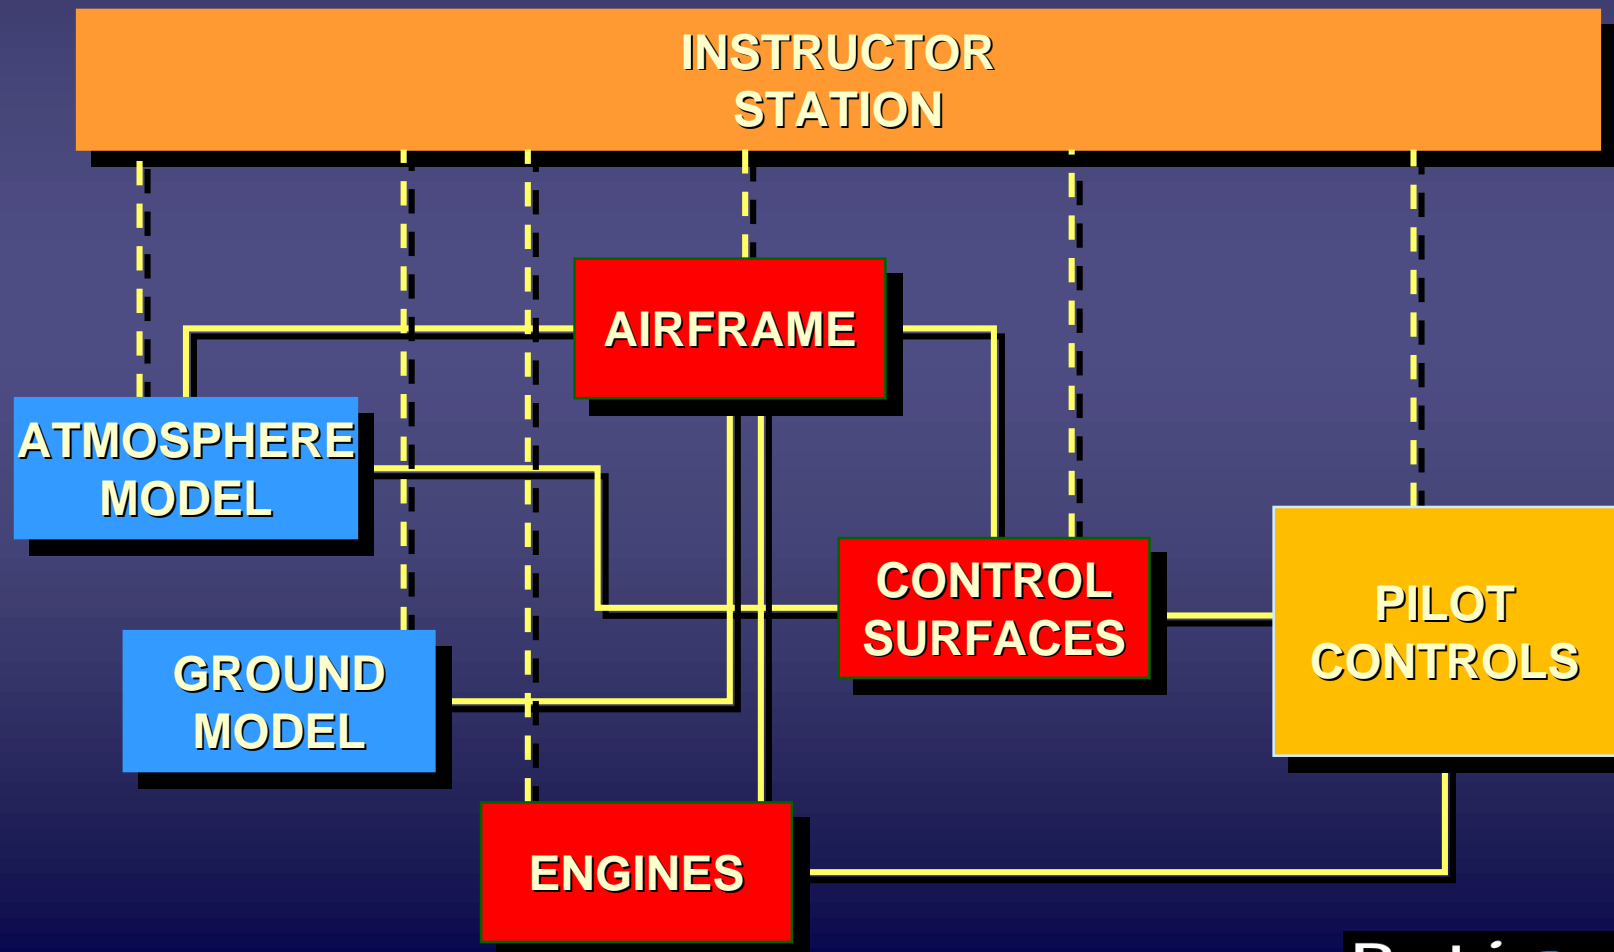 INSTRUCTOR
STATION
AIRFRAME
ATMOSPHERE
MODEL
CONTROL
SURFACES
PILOT
CONTROLS
GROUND
MODEL
ENGINES